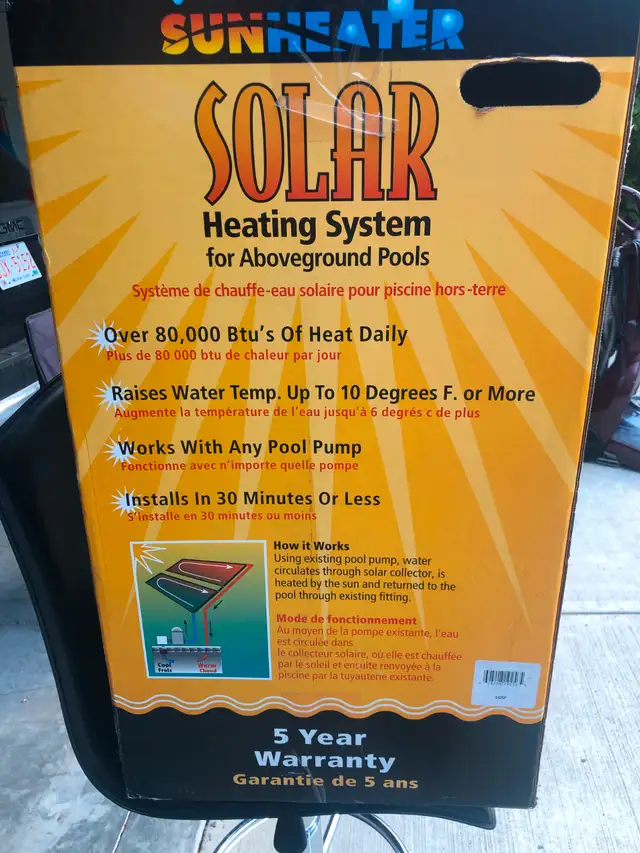 SUNHEATER
SOLAR
Heating System
for Aboveground Pools
Système de chauffe-eau solaire pour piscine hors-terre
Over 80,000 Btu's Of Heat Daily
Plus de 80 000 btu de chaleur par jour
Raises Water Temp. Up To 10 Degrees F. or More
Augmente la température de l'eau jusqu'à 6 degrés c de plus
Works With Any Pool Pump
Fonctionne avec n'importe quelle pompe
Installs In 30 Minutes Or Less
S'installe en 30 minutes ou moins
How it Works
Using existing pool pump, water
circulates through solar collector, is
heated by the sun and returned to the
pool through existing fitting.
Mode de fonctionnement
Au moyen de la pompe existante, l'eau
est circulée dans
le collecteur solaire, où elle est chauffée
par le soleil et ensuite renvoyée à la
piscine par la tuyauterie existante.
Cool
Frais
Warm
Chaud
5 Year
Warranty
Garantie de 5 ans
GMC